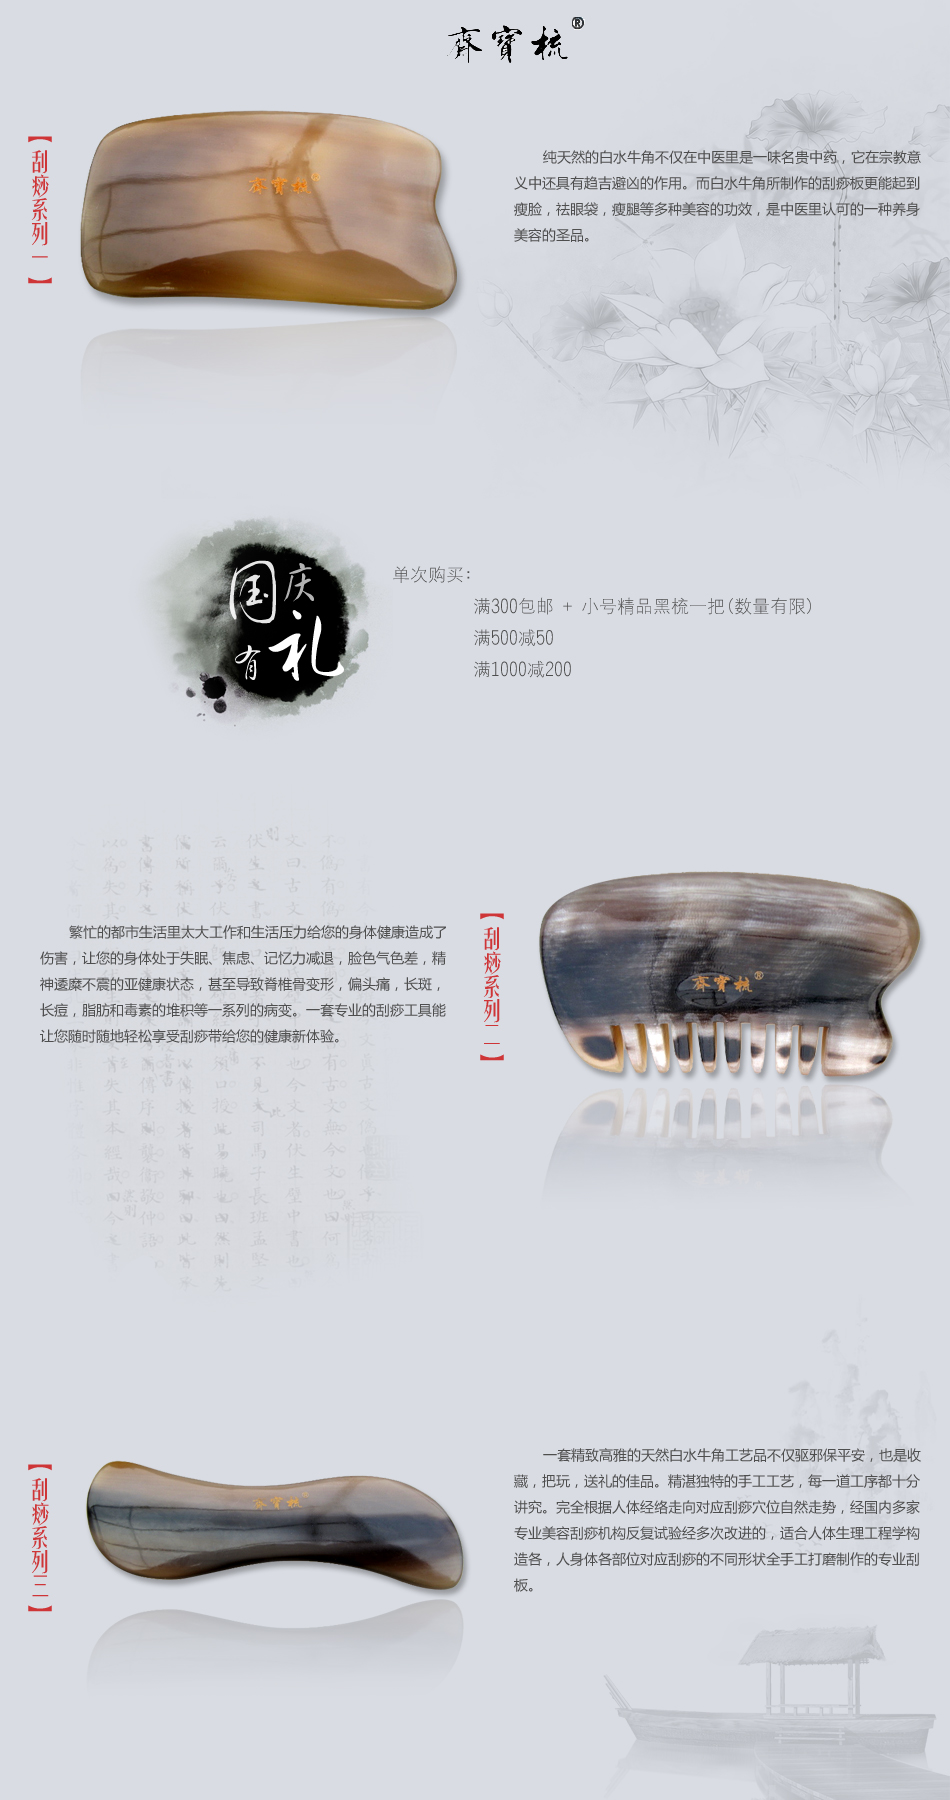 齋寶梳®
【刮痧系列一】
齋寶梳®
纯天然的白水牛角不仅在中医里是一味名贵中药，它在宗教意
义中还具有趋吉避凶的作用。而白水牛角所制作的刮痧板更能起到
瘦脸，祛眼袋，瘦腿等多种美容的功效，是中医里认可的一种养身
美容的圣品。
国庆
有礼
单次购买：
满300包邮 + 小号精品黑梳一把(数量有限)
满500减50
满1000减200
繁忙的都市生活里太大工作和生活压力给您的身体健康造成了
伤害，让您的身体处于失眠、焦虑、记忆力减退，脸色气色差，精
神逶糜不震的亚健康状态，甚至导致脊椎骨变形，偏头痛，长斑，
长痘，脂肪和毒素的堆积等一系列的病变。一套专业的刮痧工具能
让您随时随地轻松享受刮痧带给您的健康新体验。
【刮痧系列二】
齋寶梳®
【刮痧系列三】
齋寶梳®
一套精致高雅的天然白水牛角工艺品不仅驱邪保平安，也是收
藏，把玩，送礼的佳品。精湛独特的手工工艺，每一道工序都十分
讲究。完全根据人体经络走向对应刮痧穴位自然走势，经国内多家
专业美容刮痧机构反复试验经多次改进的，适合人体生理工程学构
造各，人身体各部位对应刮痧的不同形状全手工打磨制作的专业刮
板。